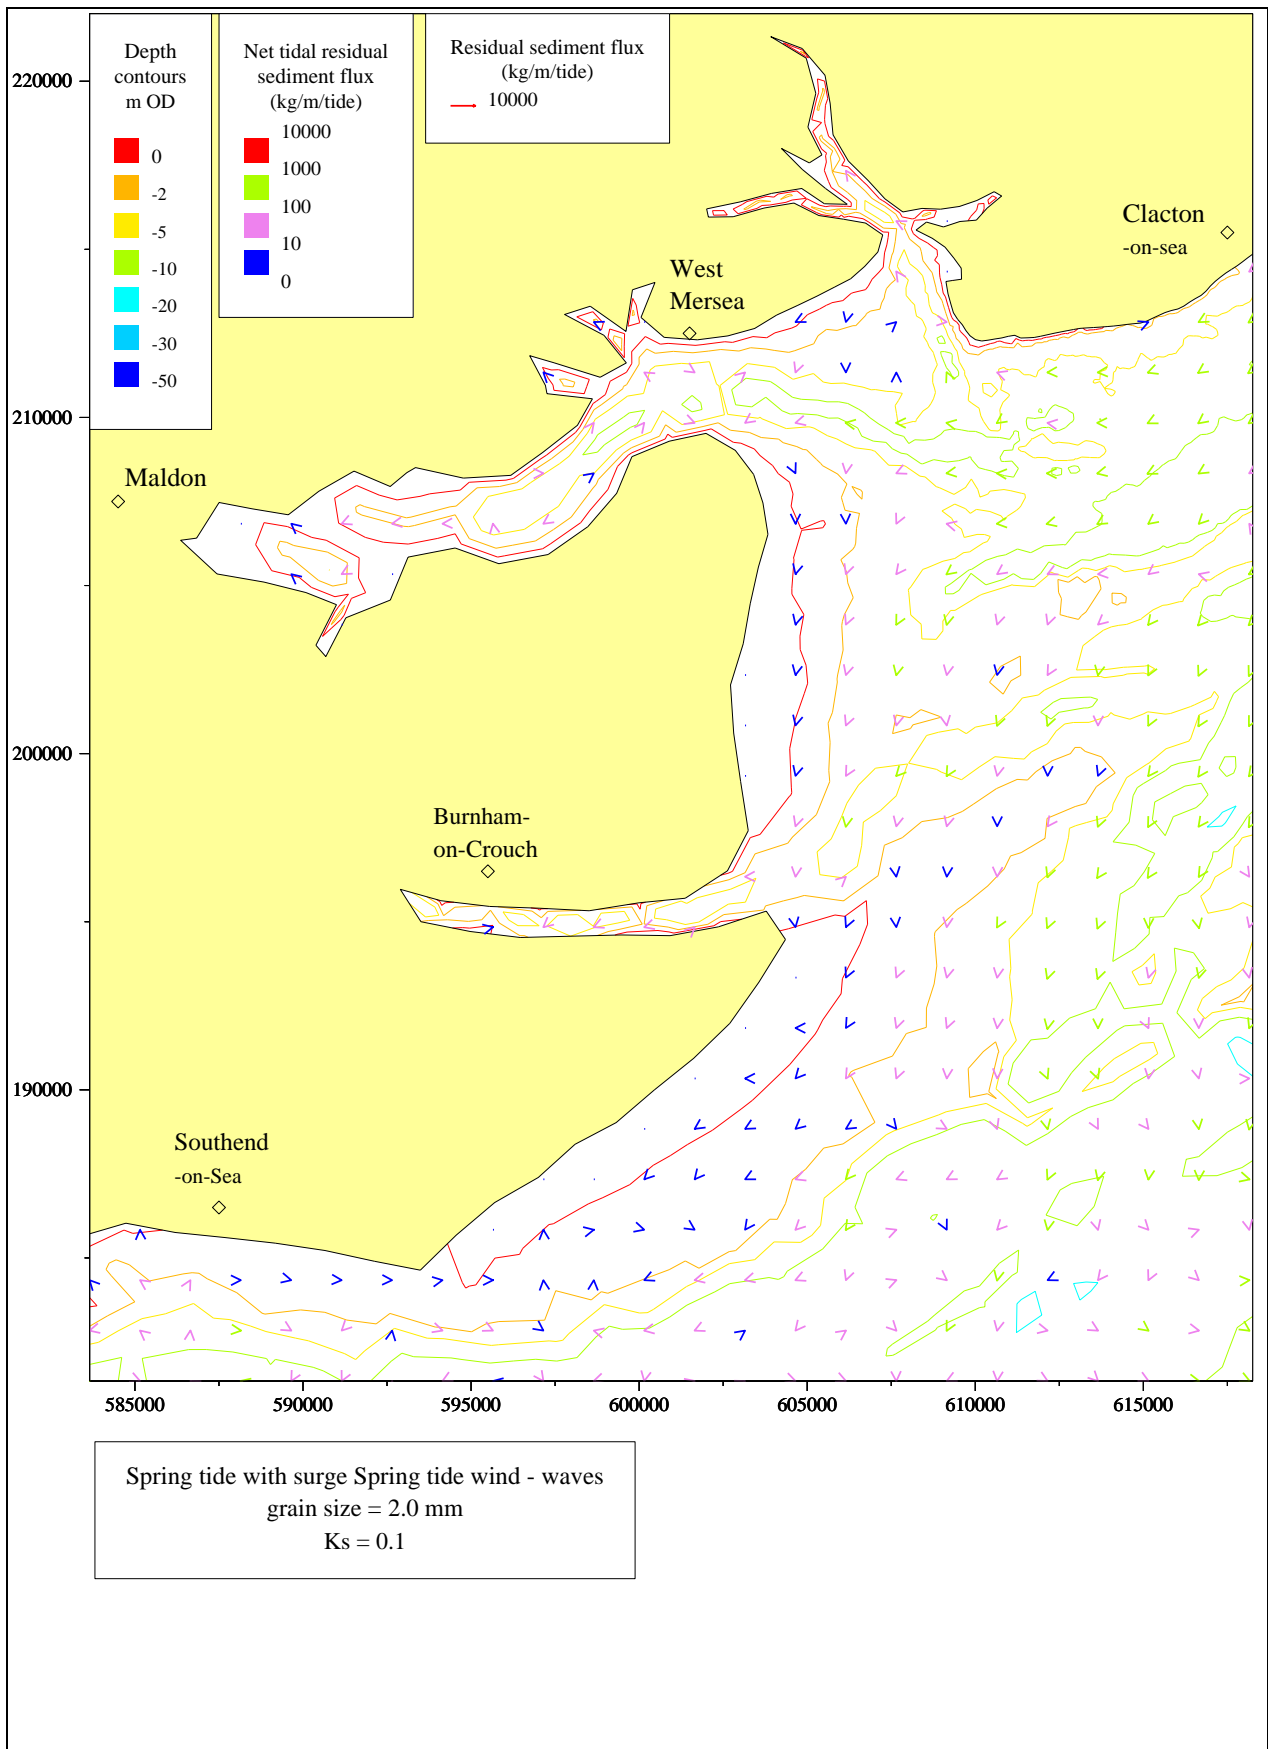 Depth
contours
m OD
0
-2
-5
-10
-20
-30
-50
Net tidal residual
sediment flux
(kg/m/tide)
10000
1000
100
10
0
Residual sediment flux
(kg/m/tide)
10000
220000
210000
200000
190000
Clacton
-on-sea
West
Mersea
Maldon
Burnham-
on-Crouch
Southend
-on-Sea
585000 590000 595000 600000 605000 610000 615000
Spring tide with surge Spring tide wind - waves
grain size = 2.0 mm
Ks = 0.1